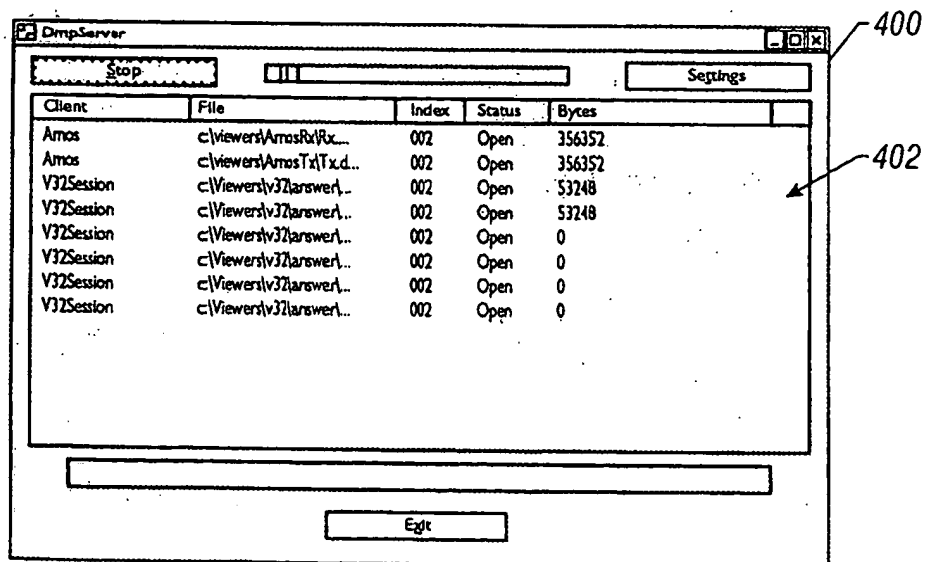 400
DmpServer
Stop Settings
Client File Index Status Bytes
Amos c:\viewers\AmosRx\Rx.... 002 Open 356352
Amos c:\viewers\AmosTx\Tx.d... 002 Open 356352
402
V32Session c:\Viewers\v32\answer\... 002 Open 53248
V32Session c:\Viewers\v32\answer\... 002 Open 53248
V32Session c:\Viewers\v32\answer\... 002 Open 0
V32Session c:\Viewers\v32\answer\... 002 Open 0
V32Session c:\Viewers\v32\answer\... 002 Open 0
V32Session c:\Viewers\v32\answer\... 002 Open 0
Exit